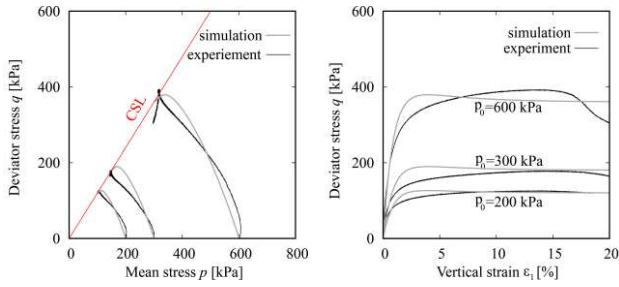 600
400
200
0
0 200 400 600 800
Deviator stress q [kPa]
Mean stress p [kPa]
CSL
simulation
experiement
600
400
200
0
0 5 10 15 20
Deviator stress q [kPa]
Vertical strain ε₁ [%]
simulation
experiment
p₀=600 kPa
p₀=300 kPa
p₀=200 kPa